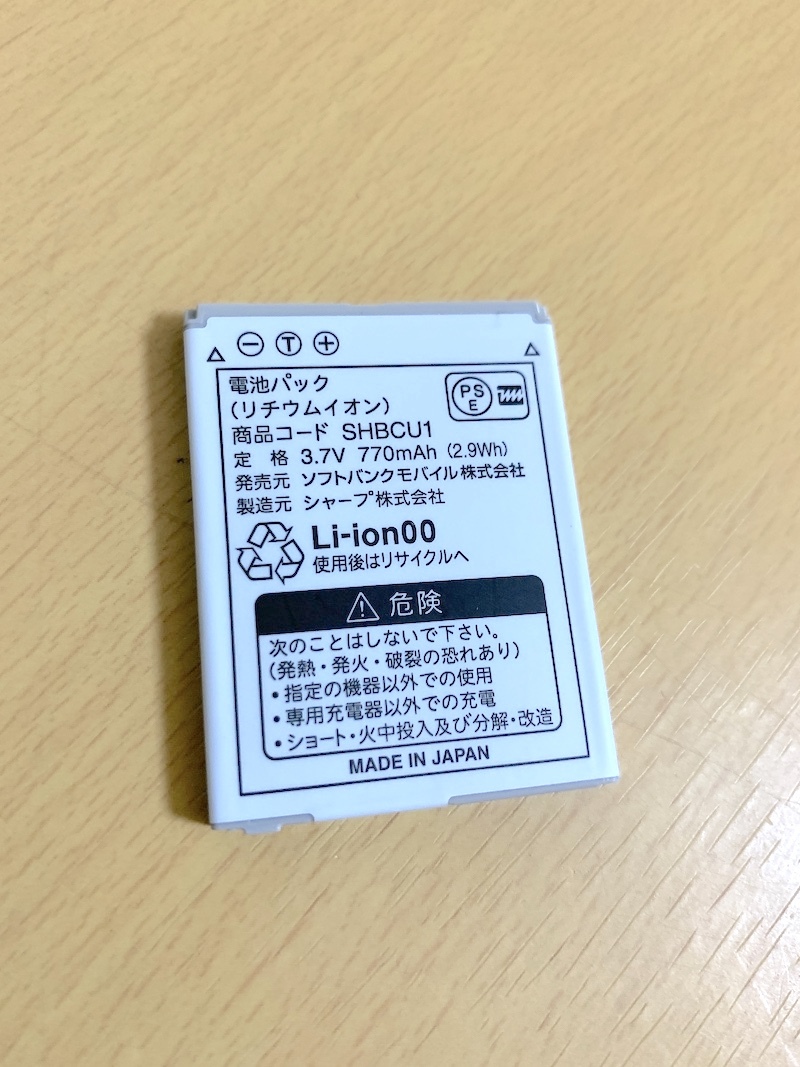 ⊖ Ⓣ ⊕
電池パック
(リチウムイオン)
PS
E
商品コード SHBCU1
定 格 3.7V 770mAh (2.9Wh)
発売元 ソフトバンクモバイル株式会社
製造元 シャープ株式会社
Li-ion00
使用後はリサイクルへ
危険
次のことはしないで下さい。
(発熱・発火・破裂の恐れあり)
・指定の機器以外での使用
・専用充電器以外での充電
・ショート・火中投入及び分解・改造
MADE IN JAPAN